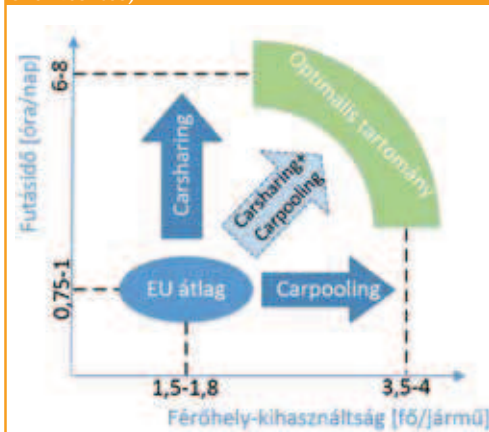 6-8
Futásidő [óra/nap]
0,75-1
Optimális tartomány
Carsharing
Carsharing+
Carpooling
EU átlag
Carpooling
1,5-1,8
3,5-4
Férőhely-kihasználtság [fő/jármű]